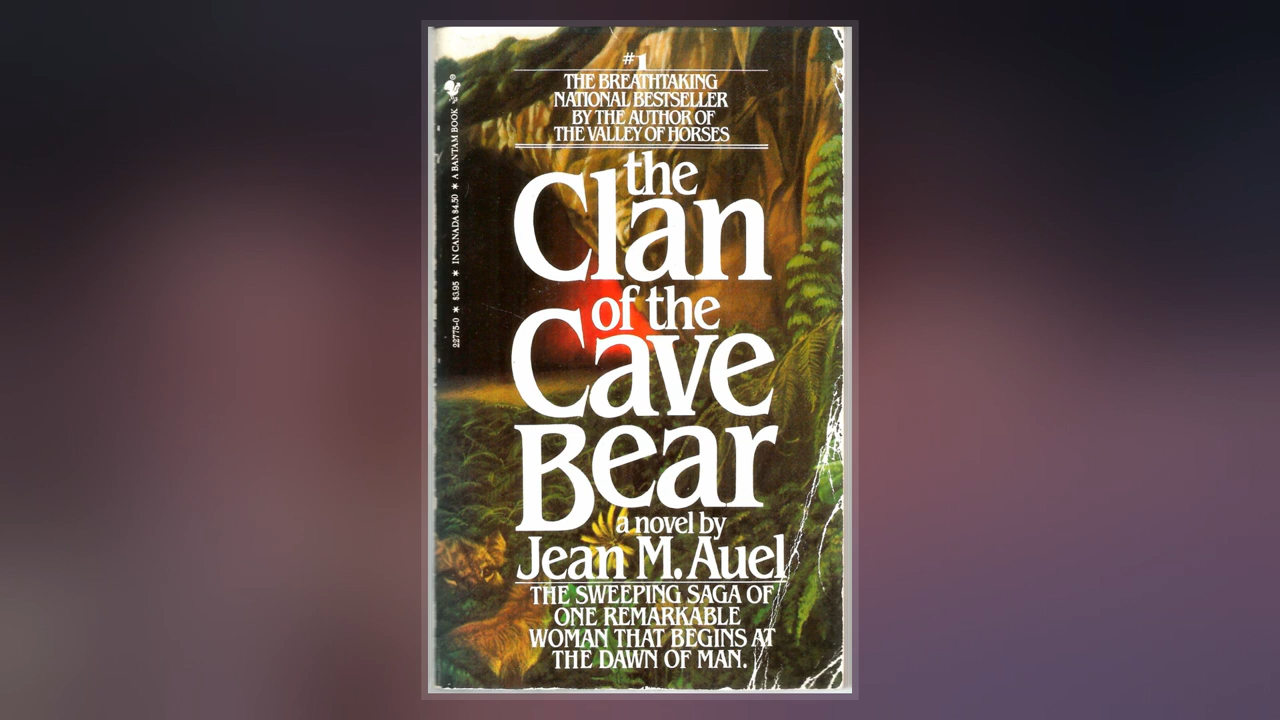 #1
THE BREATHTAKING
NATIONAL BESTSELLER
BY THE AUTHOR OF
THE VALLEY OF HORSES
the
Clan
of the
Cave
Bear
a novel by
Jean M. Auel
THE SWEEPING SAGA OF
ONE REMARKABLE
WOMAN THAT BEGINS AT
THE DAWN OF MAN.
22775-0 * $3.95 * IN CANADA $4.50 * A BANTAM BOOK ®